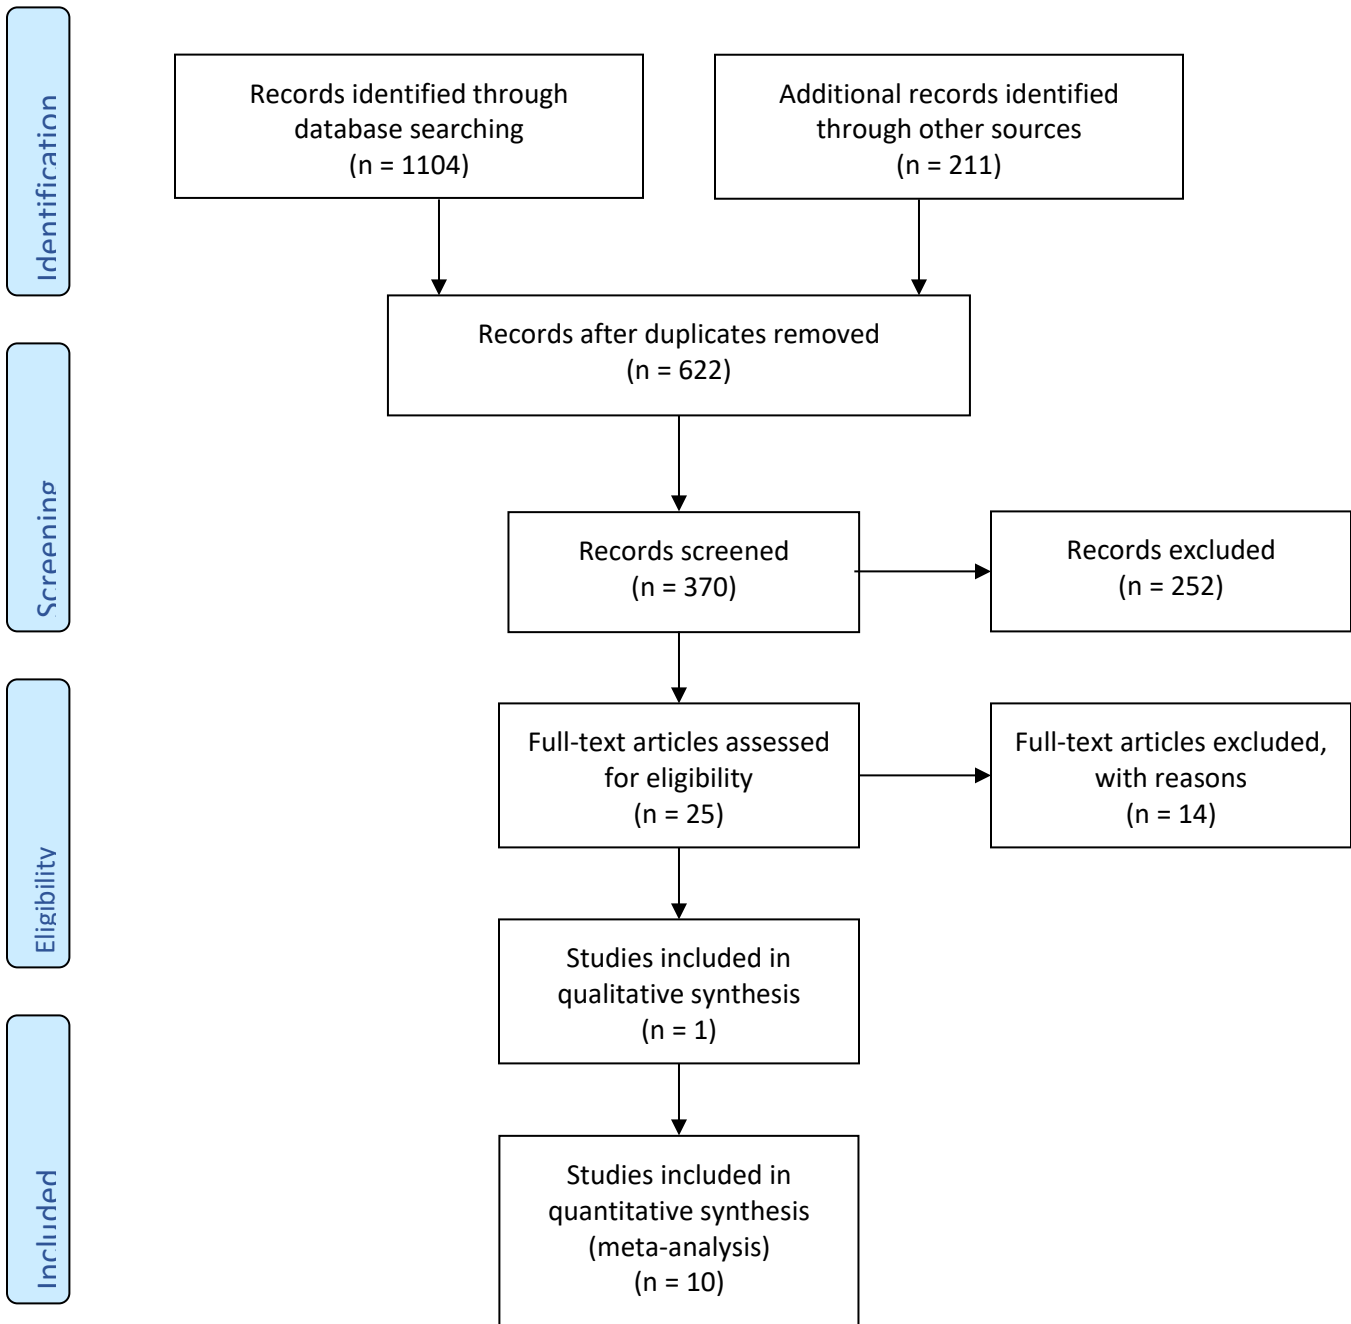 Identification
Records identified through
database searching
(n = 1104)
Additional records identified
through other sources
(n = 211)
Records after duplicates removed
(n = 622)
Screening
Records screened
(n = 370)
Records excluded
(n = 252)
Eligibility
Full-text articles assessed
for eligibility
(n = 25)
Full-text articles excluded,
with reasons
(n = 14)
Studies included in
qualitative synthesis
(n = 1)
Included
Studies included in
quantitative synthesis
(meta-analysis)
(n = 10)